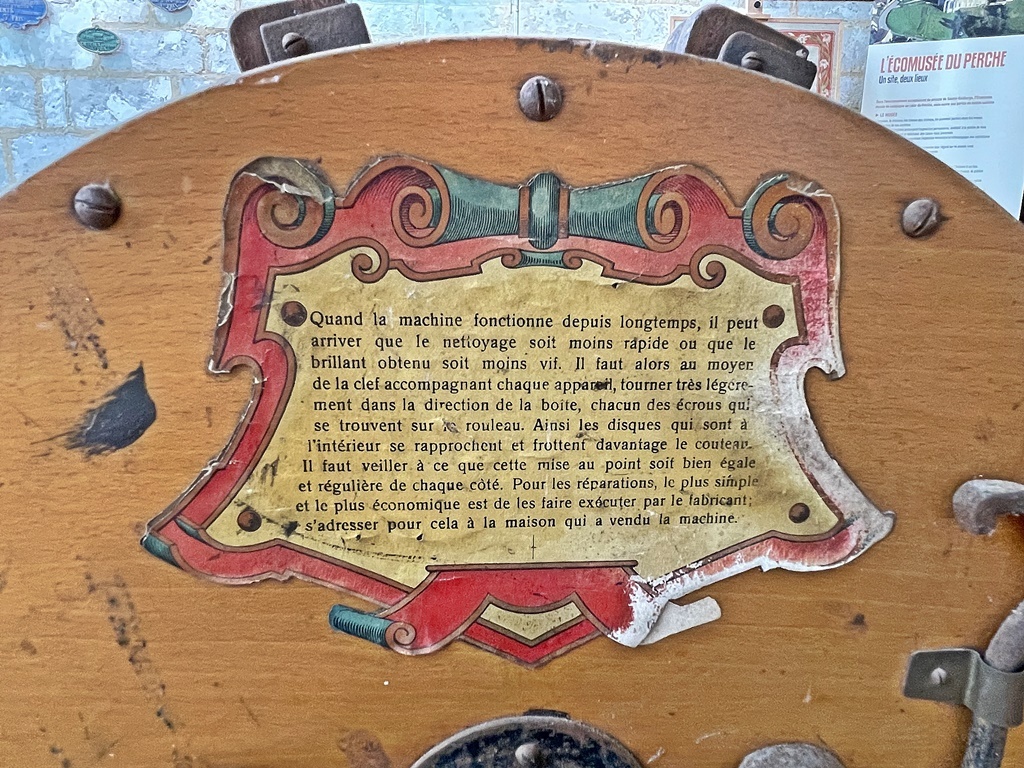 L'ÉCOMUSÉE DU PERCHE
Un site, deux lieux
Quand la machine fonctionne depuis longtemps, il peut
arriver que le nettoyage soit moins rapide ou que le
brillant obtenu soit moins vif. Il faut alors au moyen
de la clef accompagnant chaque appareil, tourner très légère-
ment dans la direction de la boîte, chacun des écrous qui
se trouvent sur le rouleau. Ainsi les disques qui sont à
l'intérieur se rapprochent et frottent davantage le couteau.
Il faut veiller à ce que cette mise au point soit bien égale
et régulière de chaque côté. Pour les réparations, le plus simple
et le plus économique est de les faire exécuter par le fabricant;
s'adresser pour cela à la maison qui a vendu la machine.